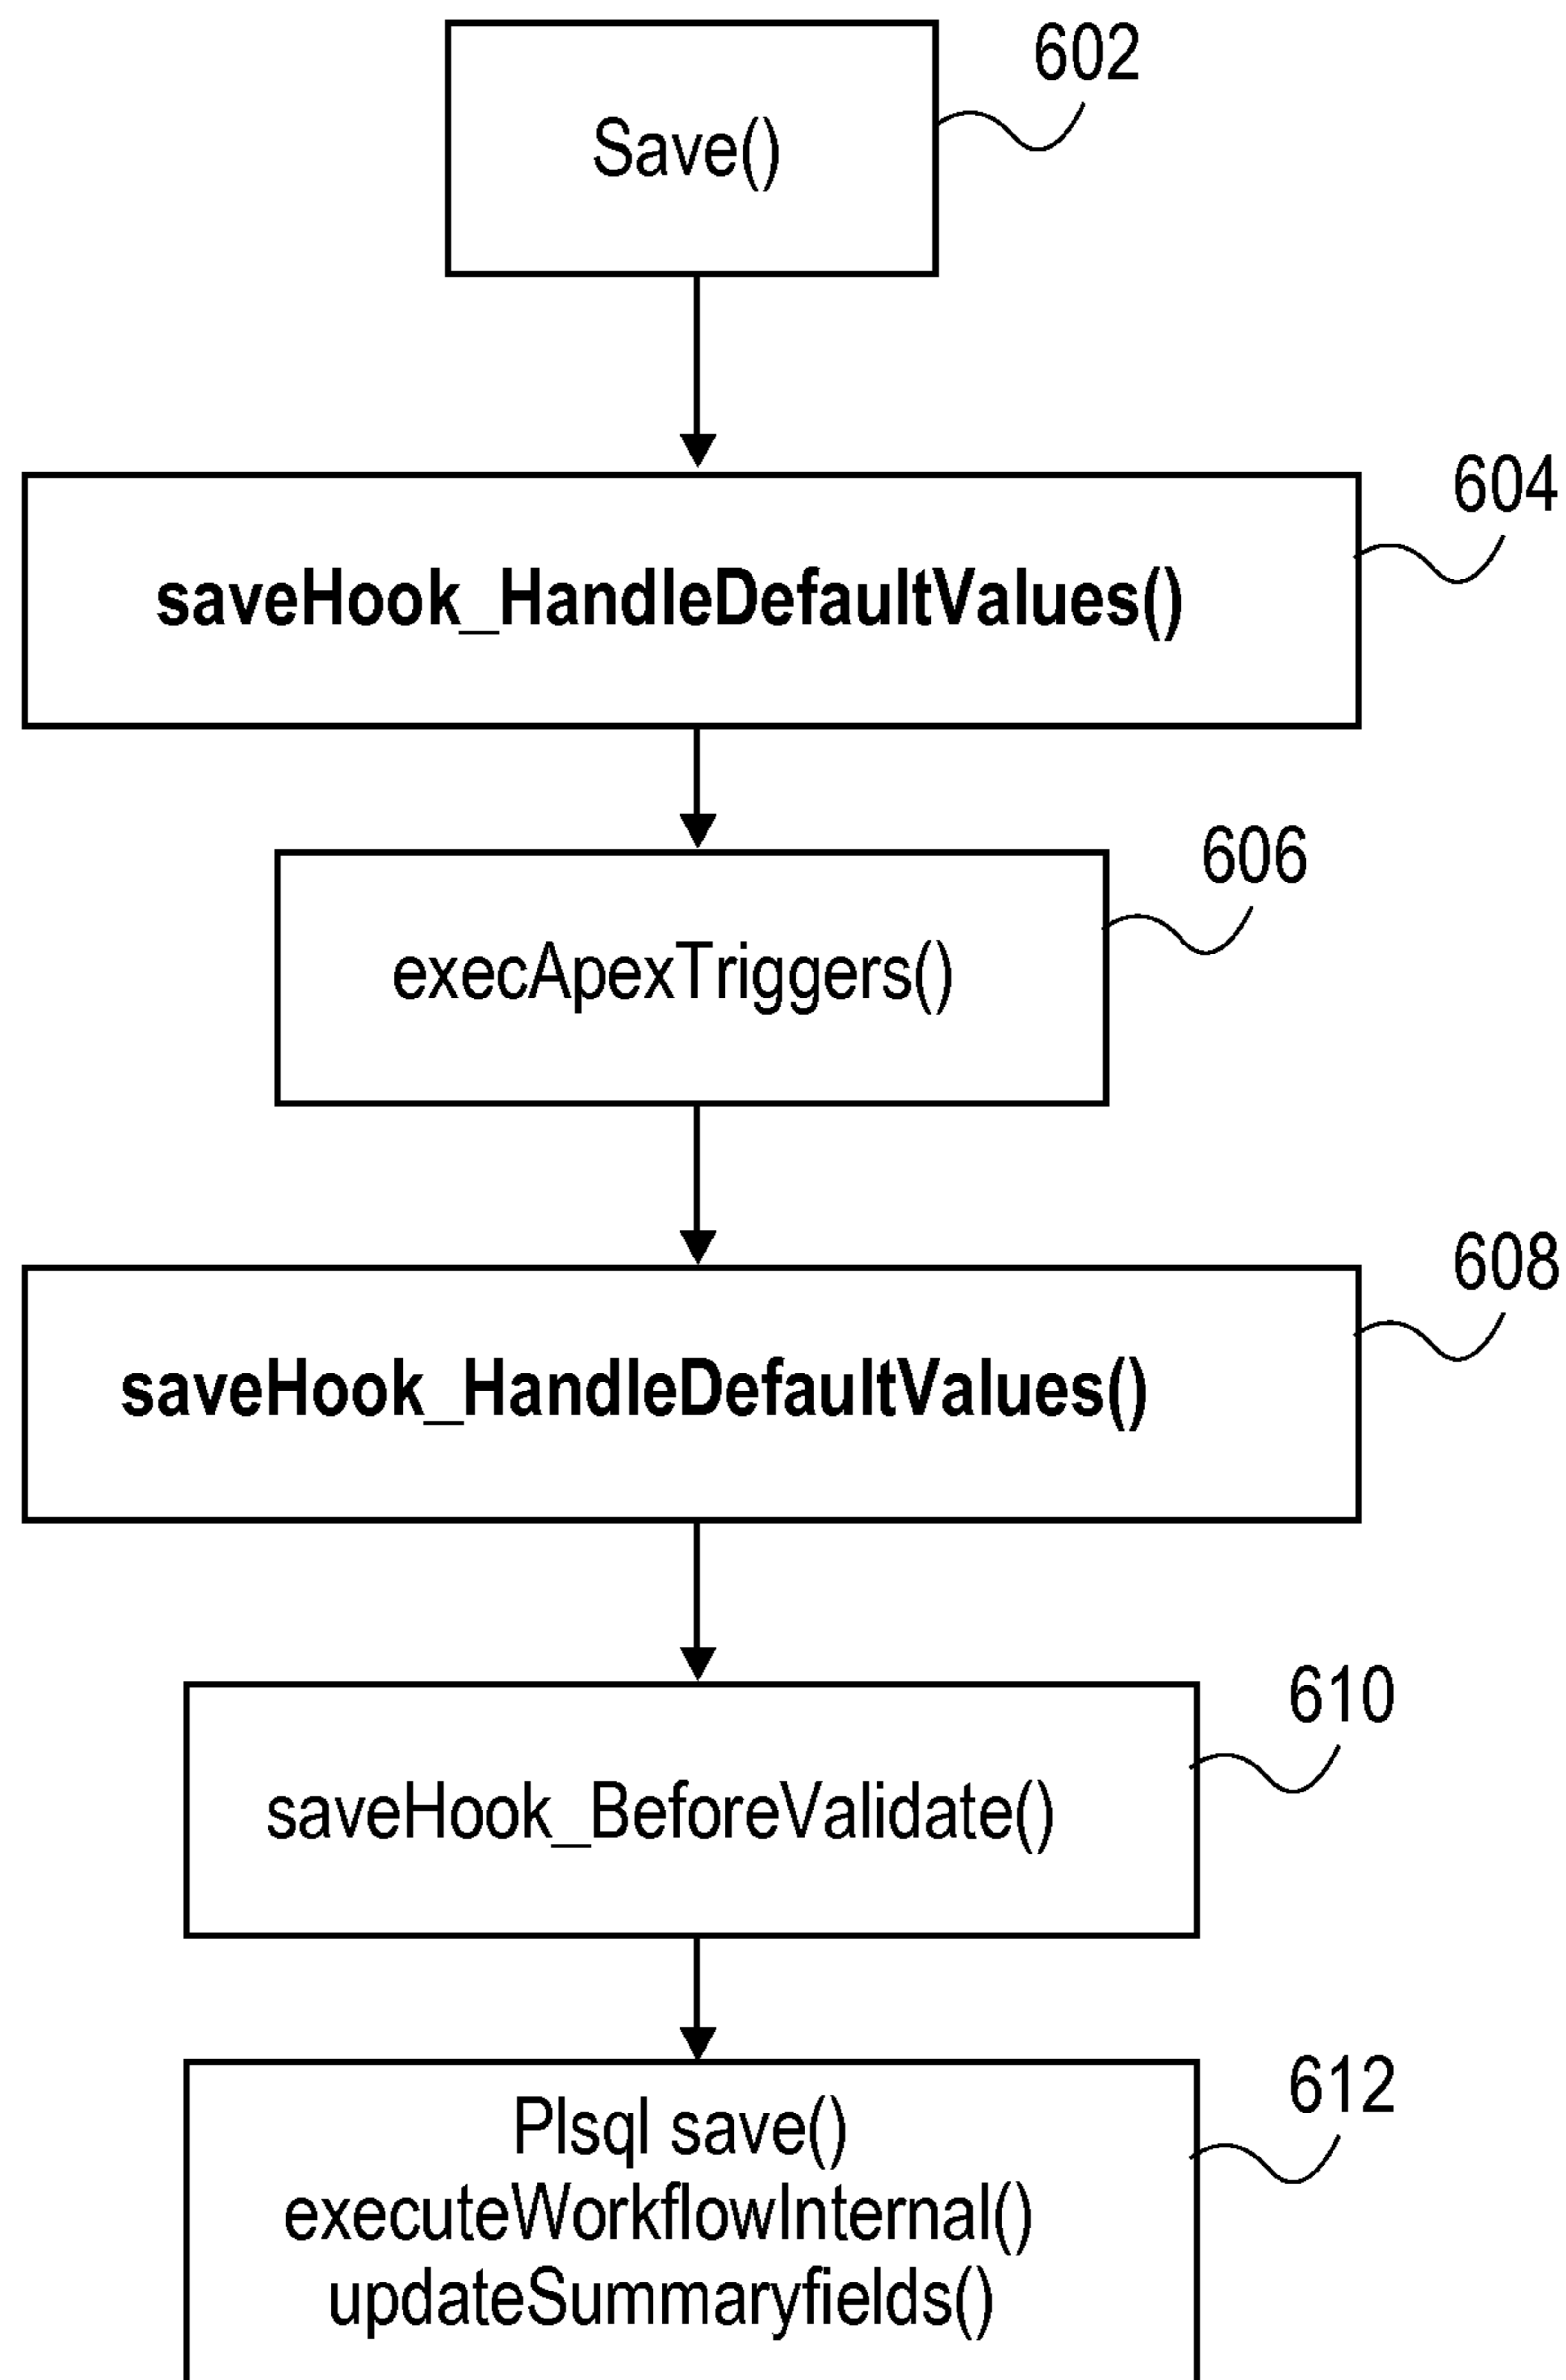 602
Save()
604
saveHook_HandleDefaultValues()
606
execApexTriggers()
608
saveHook_HandleDefaultValues()
610
saveHook_BeforeValidate()
612
Plsql save()
executeWorkflowInternal()
updateSummaryfields()